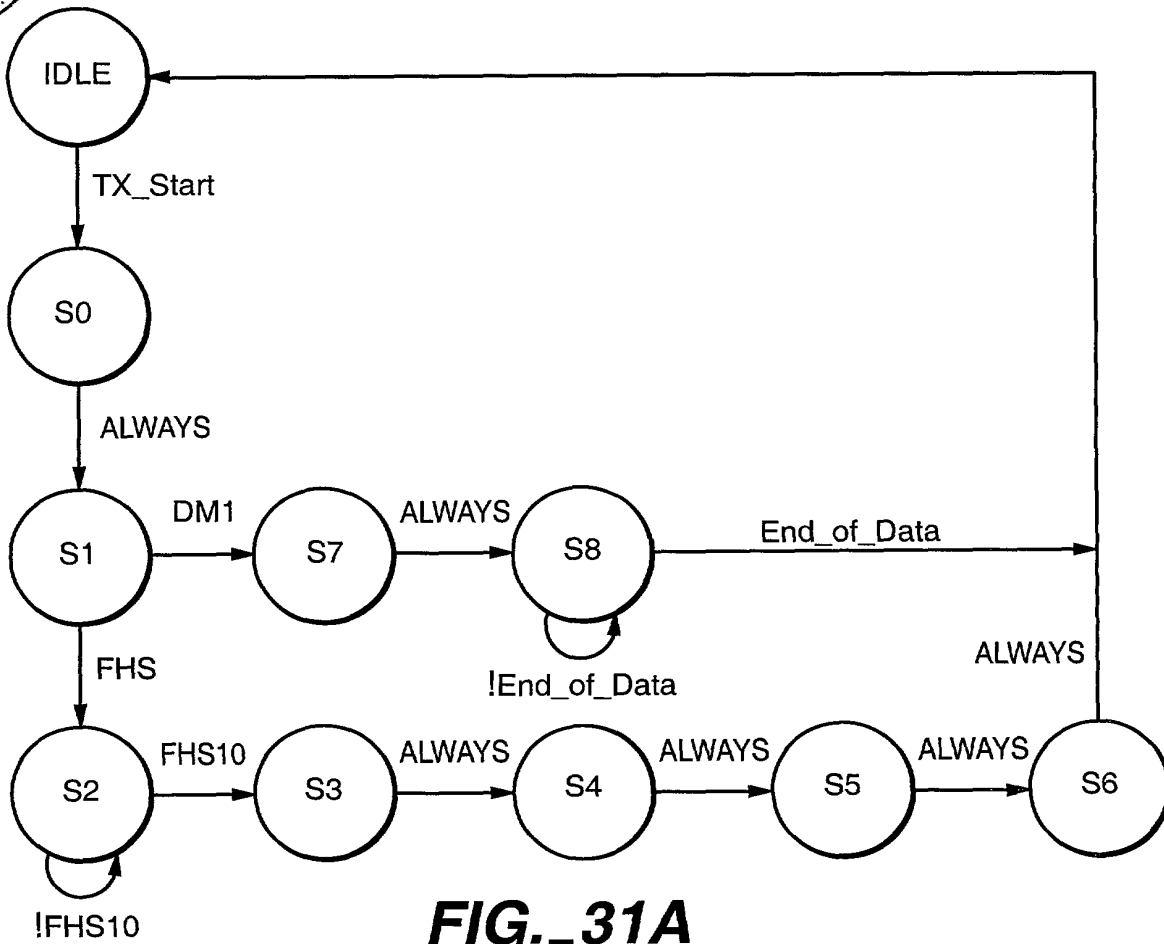 IDLE
TX_Start
S0
ALWAYS
S1
DM1
S7
ALWAYS
S8
End_of_Data
!End_of_Data
ALWAYS
FHS
S2
FHS10
S3
ALWAYS
S4
ALWAYS
S5
ALWAYS
S6
!FHS10
FIG._31A